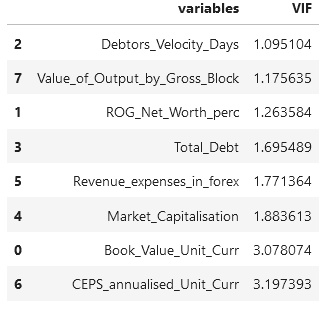 variables VIF
2 Debtors_Velocity_Days 1.095104
7 Value_of_Output_by_Gross_Block 1.175635
1 ROG_Net_Worth_perc 1.263584
3 Total_Debt 1.695489
5 Revenue_expenses_in_forex 1.771364
4 Market_Capitalisation 1.883613
0 Book_Value_Unit_Curr 3.078074
6 CEPS_annualised_Unit_Curr 3.197393